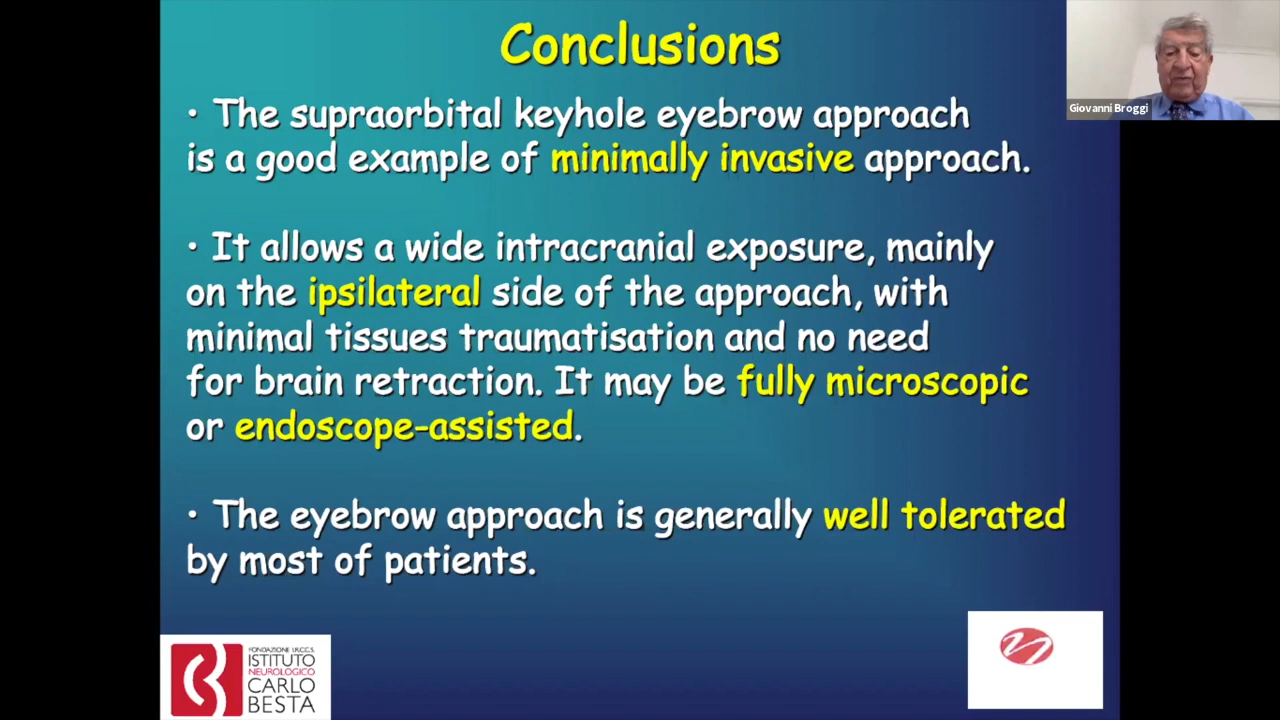 Conclusions
Giovanni Broggi
• The supraorbital keyhole eyebrow approach
is a good example of minimally invasive approach.
• It allows a wide intracranial exposure, mainly
on the ipsilateral side of the approach, with
minimal tissues traumatisation and no need
for brain retraction. It may be fully microscopic
or endoscope-assisted.
• The eyebrow approach is generally well tolerated
by most of patients.
FONDAZIONE I.R.C.C.S.
ISTITUTO
NEUROLOGICO
CARLO
BESTA